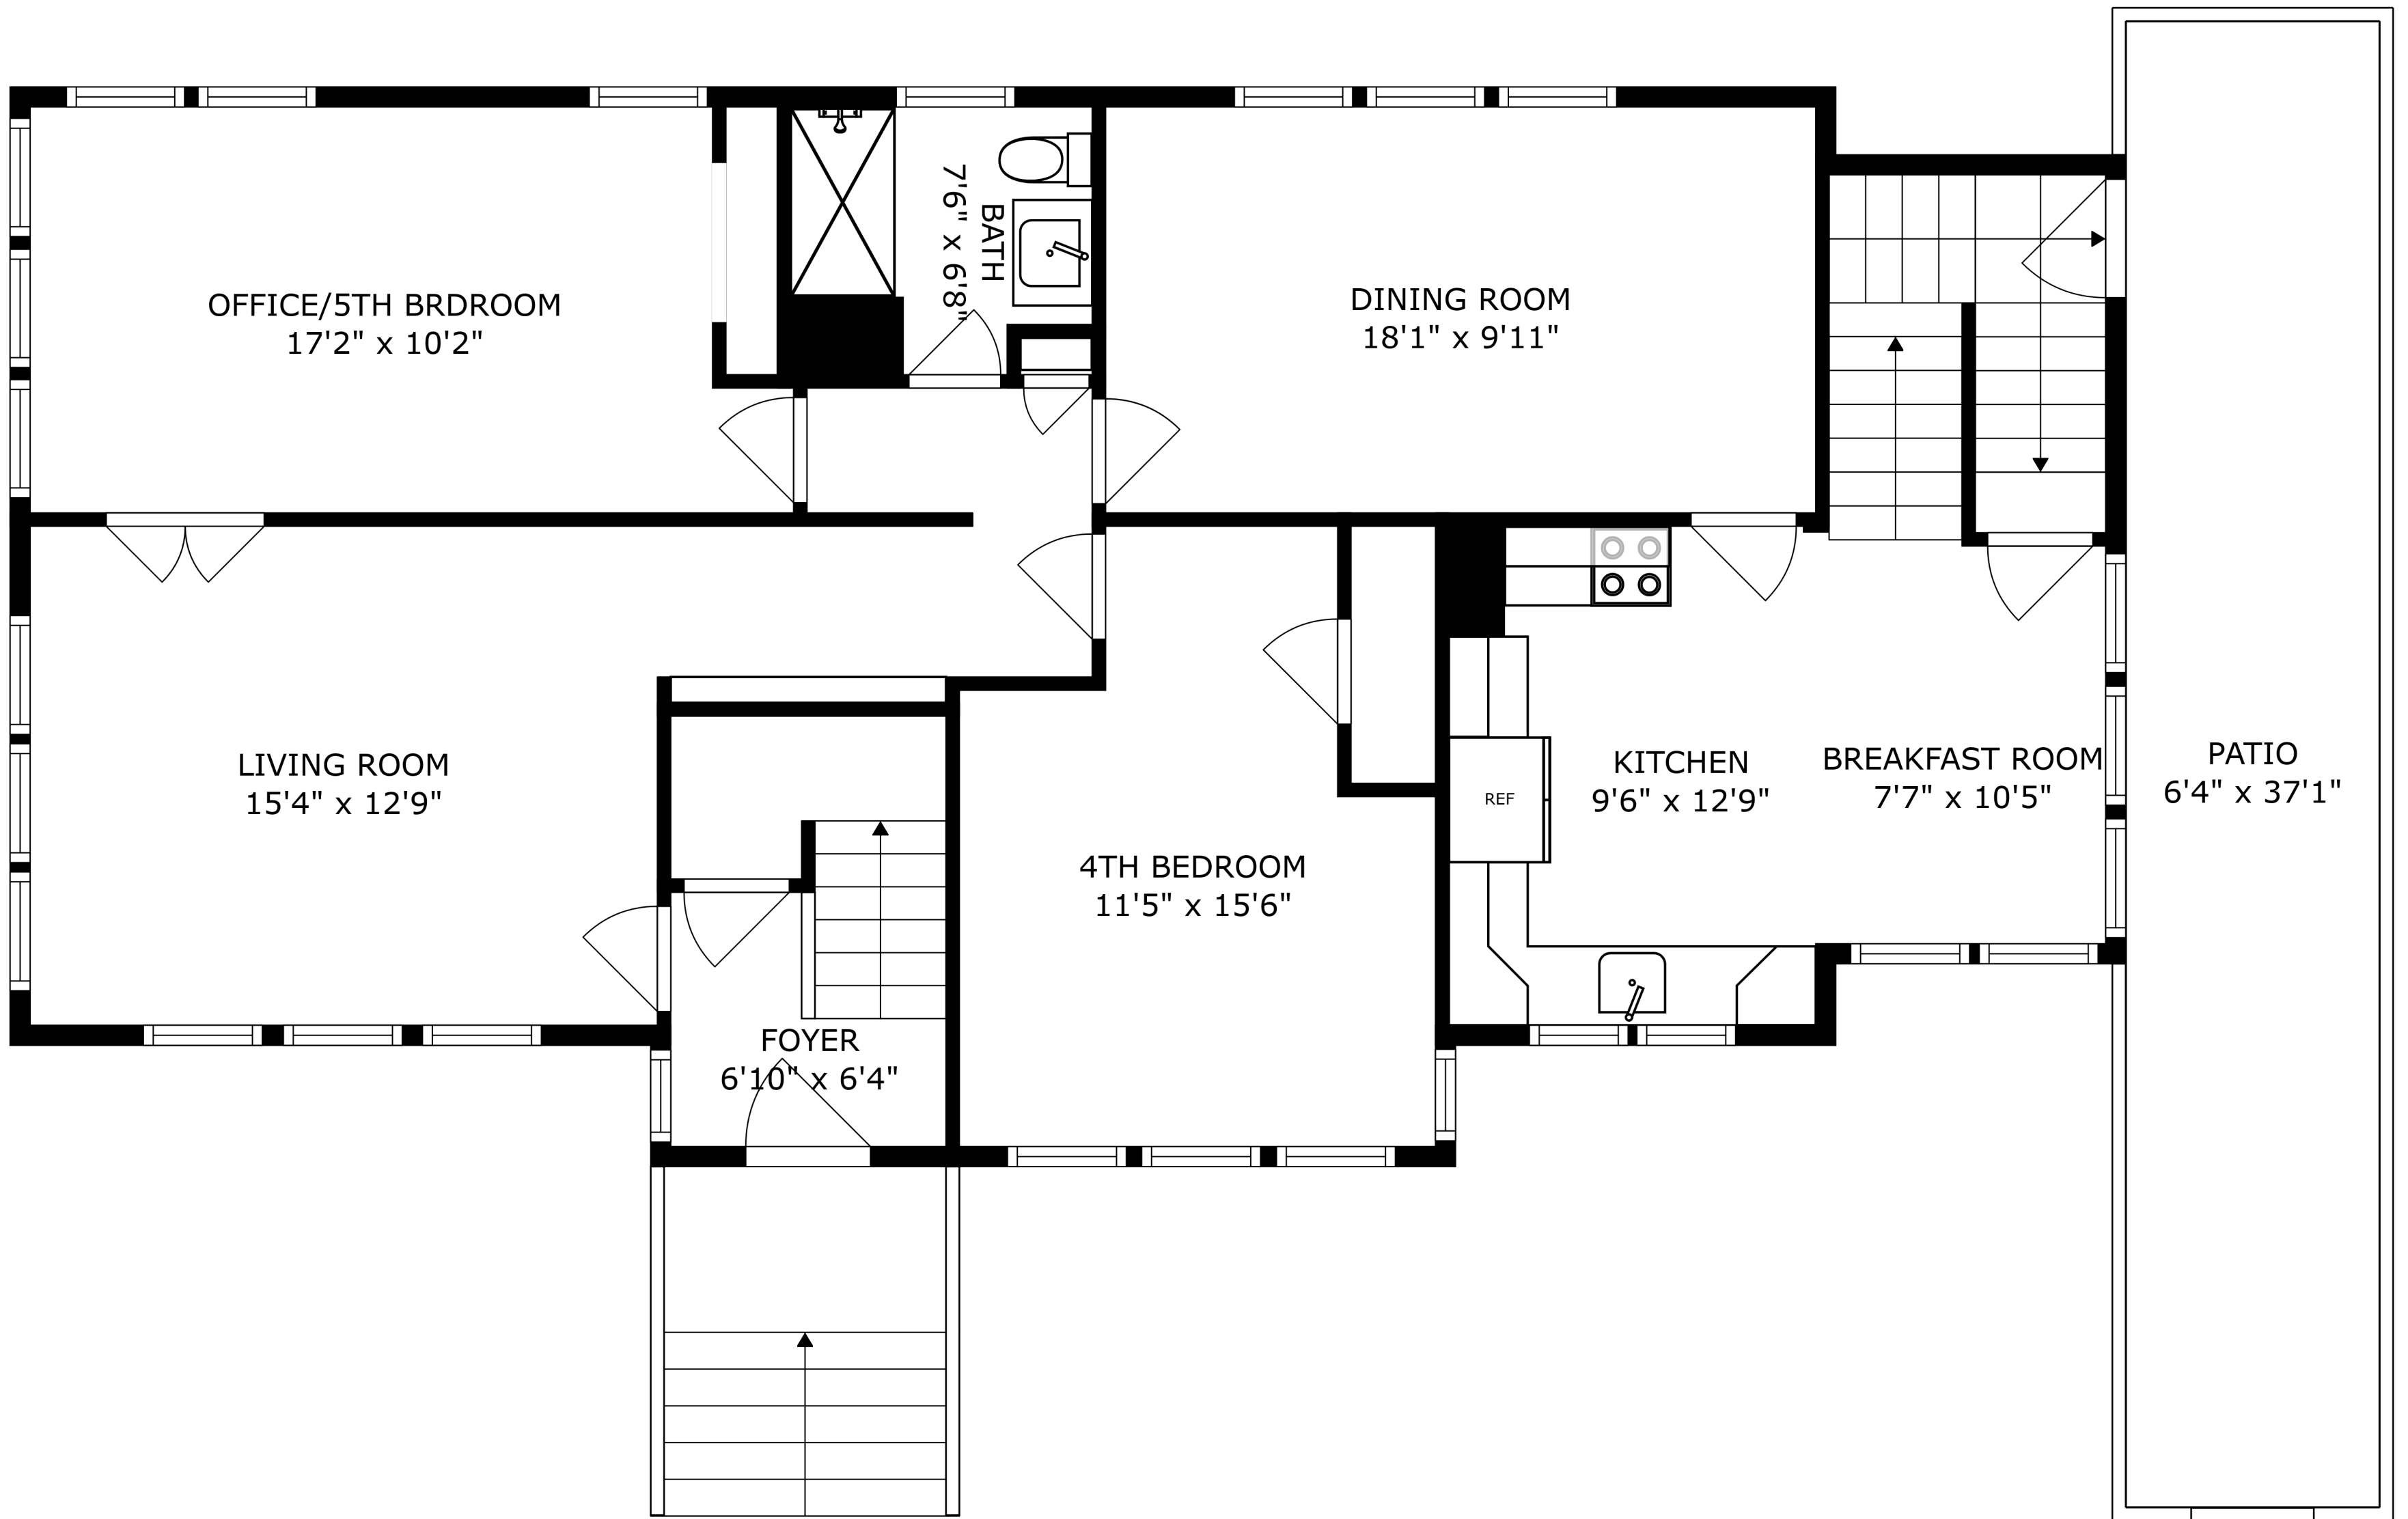 OFFICE/5TH BRDROOM
17'2" x 10'2"
BATH
7'6" x 6'8"
DINING ROOM
18'1" x 9'11"
LIVING ROOM
15'4" x 12'9"
4TH BEDROOM
11'5" x 15'6"
REF
KITCHEN
9'6" x 12'9"
BREAKFAST ROOM
7'7" x 10'5"
PATIO
6'4" x 37'1"
FOYER
6'10" x 6'4"